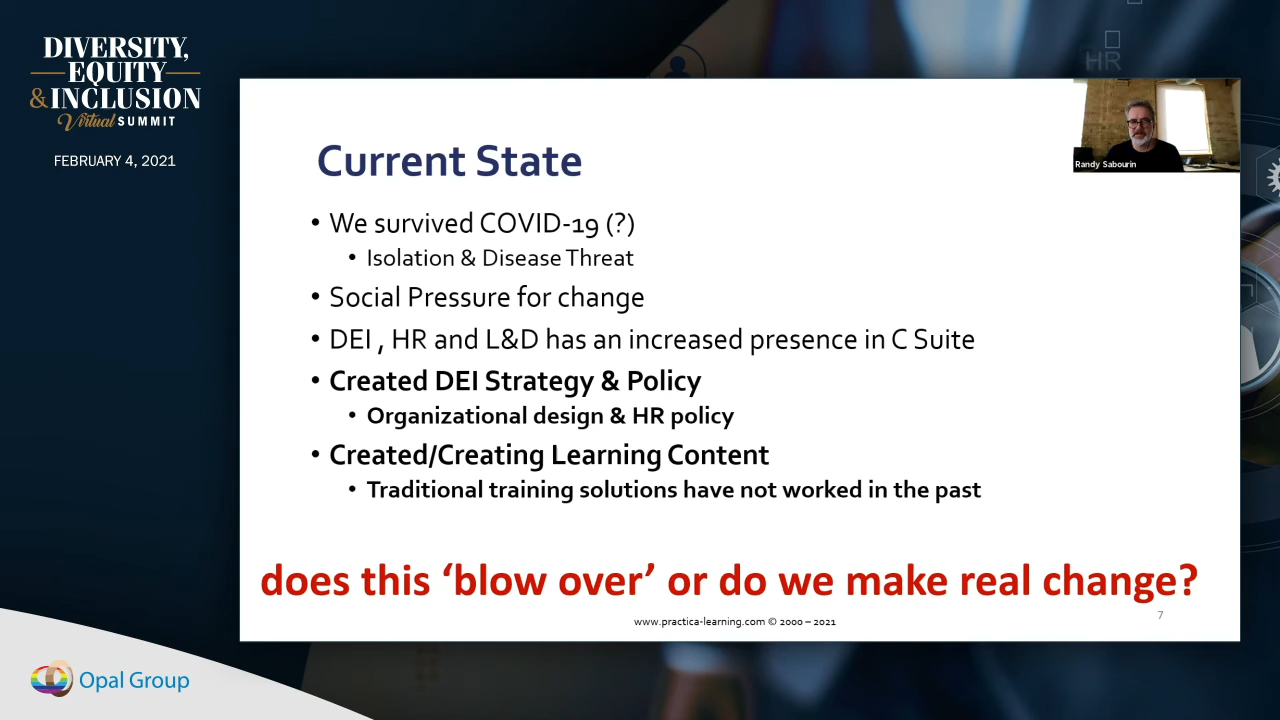 DIVERSITY,
EQUITY
& INCLUSION
Virtual SUMMIT
FEBRUARY 4, 2021
HR
Randy Sabourin
Current State
• We survived COVID-19 (?)
• Isolation & Disease Threat
• Social Pressure for change
• DEI , HR and L&D has an increased presence in C Suite
• Created DEI Strategy & Policy
• Organizational design & HR policy
• Created/Creating Learning Content
• Traditional training solutions have not worked in the past
does this ‘blow over’ or do we make real change?
www.practica-learning.com © 2000 – 2021
7
Opal Group